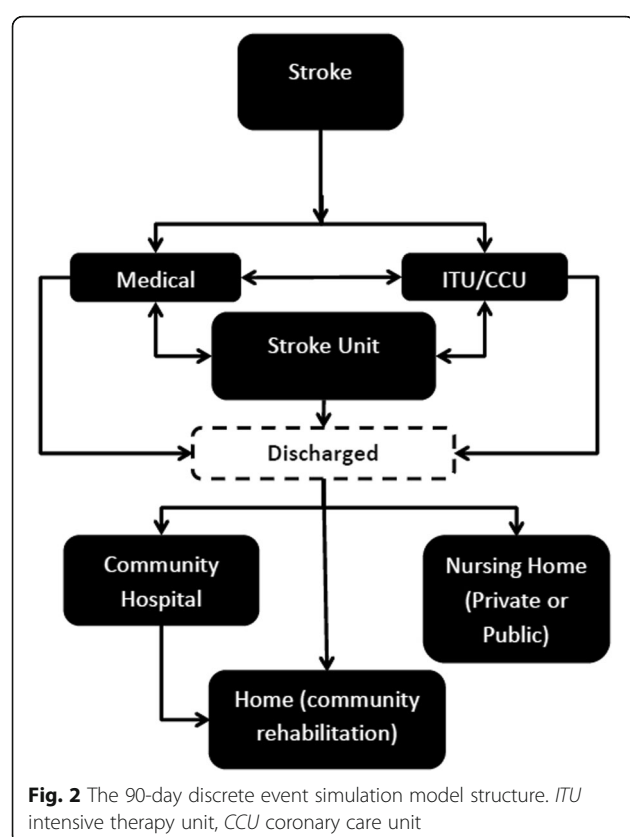 Stroke
Medical
ITU/CCU
Stroke Unit
Discharged
Community
Hospital
Nursing Home
(Private or
Public)
Home (community
rehabilitation)
Fig. 2 The 90-day discrete event simulation model structure. ITU
intensive therapy unit, CCU coronary care unit